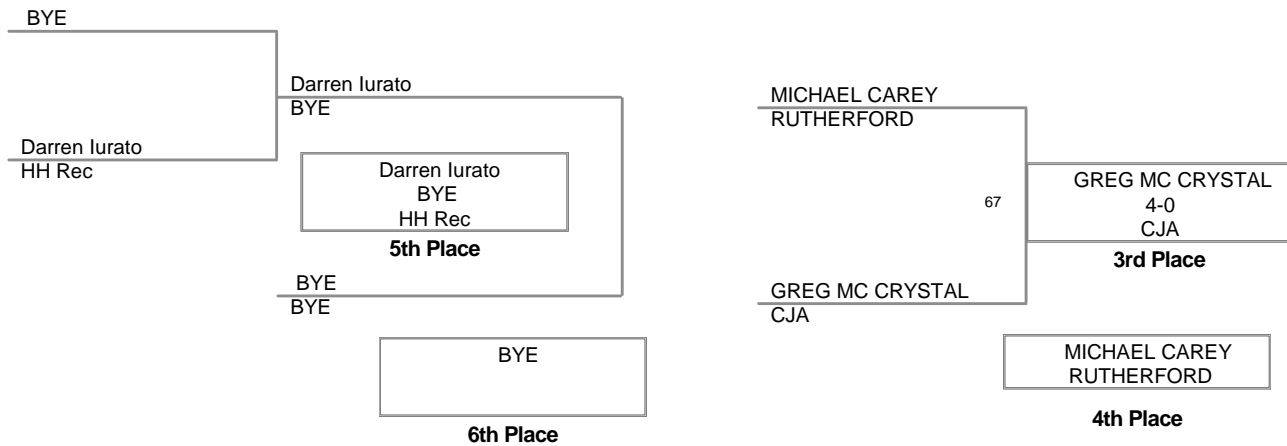 BYE
Darren Iurato
BYE
Darren Iurato
HH Rec
Darren Iurato
BYE
HH Rec
5th Place
BYE
BYE
BYE
6th Place
MICHAEL CAREY
RUTHERFORD
67
GREG MC CRYSTAL
4-0
CJA
3rd Place
GREG MC CRYSTAL
CJA
MICHAEL CAREY
RUTHERFORD
4th Place